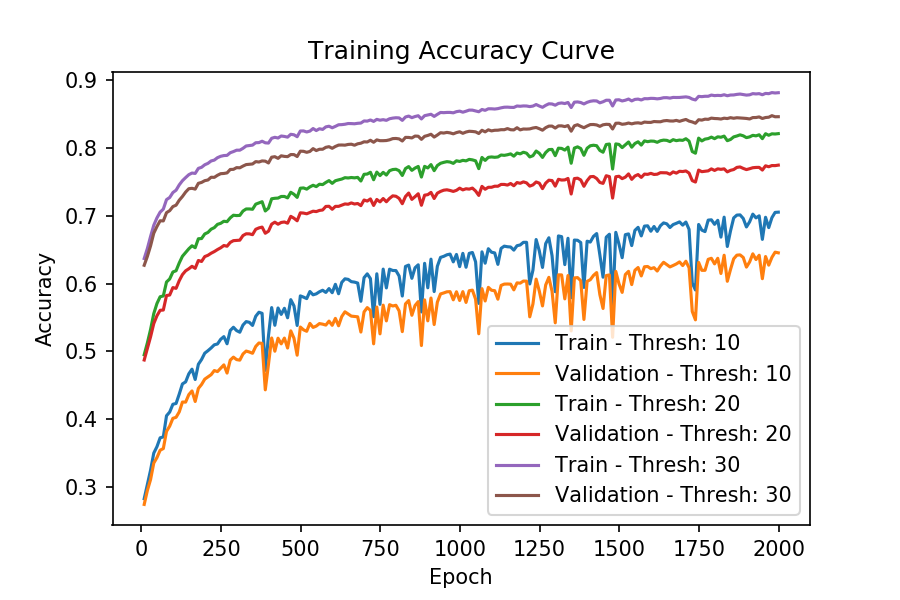 Training Accuracy Curve
Accuracy
0.9
0.8
0.7
0.6
0.5
0.4
0.3
Train - Thresh: 10
Validation - Thresh: 10
Train - Thresh: 20
Validation - Thresh: 20
Train - Thresh: 30
Validation - Thresh: 30
0 250 500 750 1000 1250 1500 1750 2000
Epoch